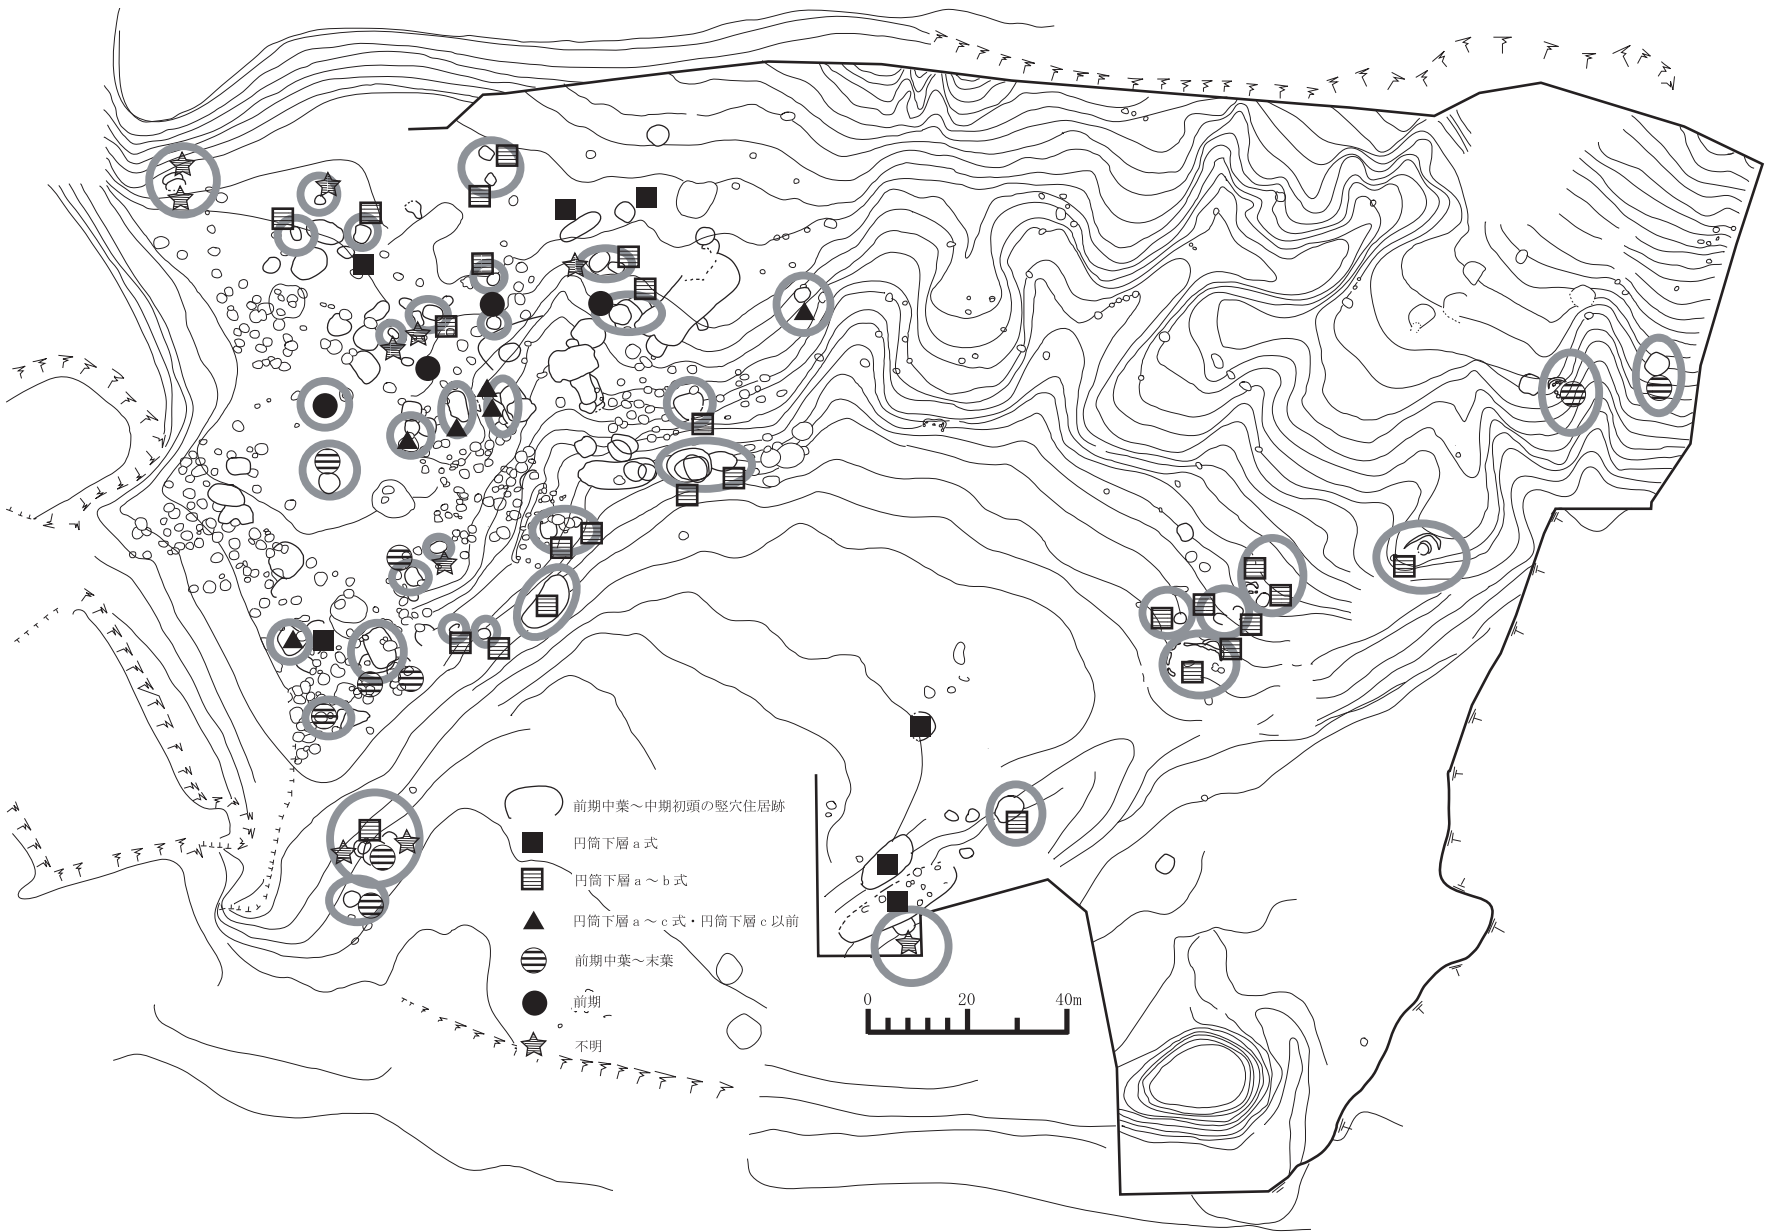 前期中葉～中期初頭の竪穴住居跡
円筒下層a式
円筒下層a～b式
円筒下層a～c式・円筒下層c以前
前期中葉～末葉
前期
不明
0 20 40m